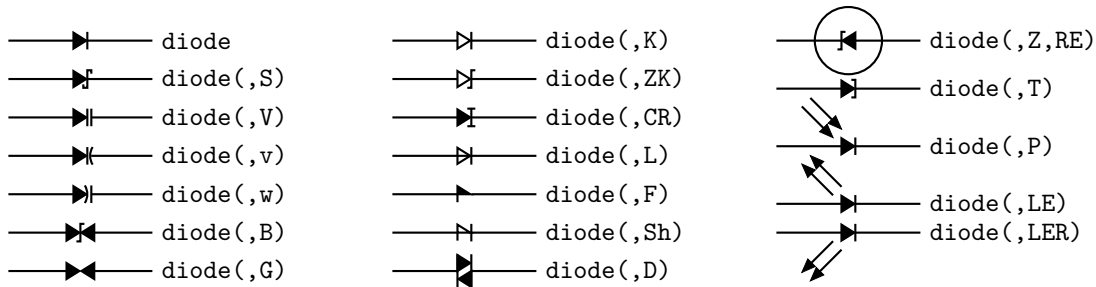 diode
diode(,S)
diode(,V)
diode(,v)
diode(,w)
diode(,B)
diode(,G)
diode(,K)
diode(,ZK)
diode(,CR)
diode(,L)
diode(,F)
diode(,Sh)
diode(,D)
diode(,Z,RE)
diode(,T)
diode(,P)
diode(,LE)
diode(,LER)